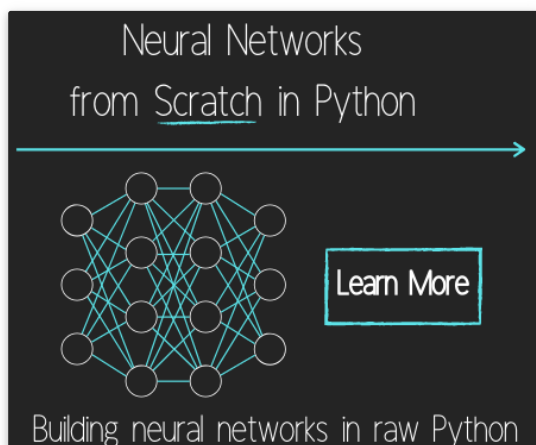 Neural Networks
from Scratch in Python
Learn More
Building neural networks in raw Python